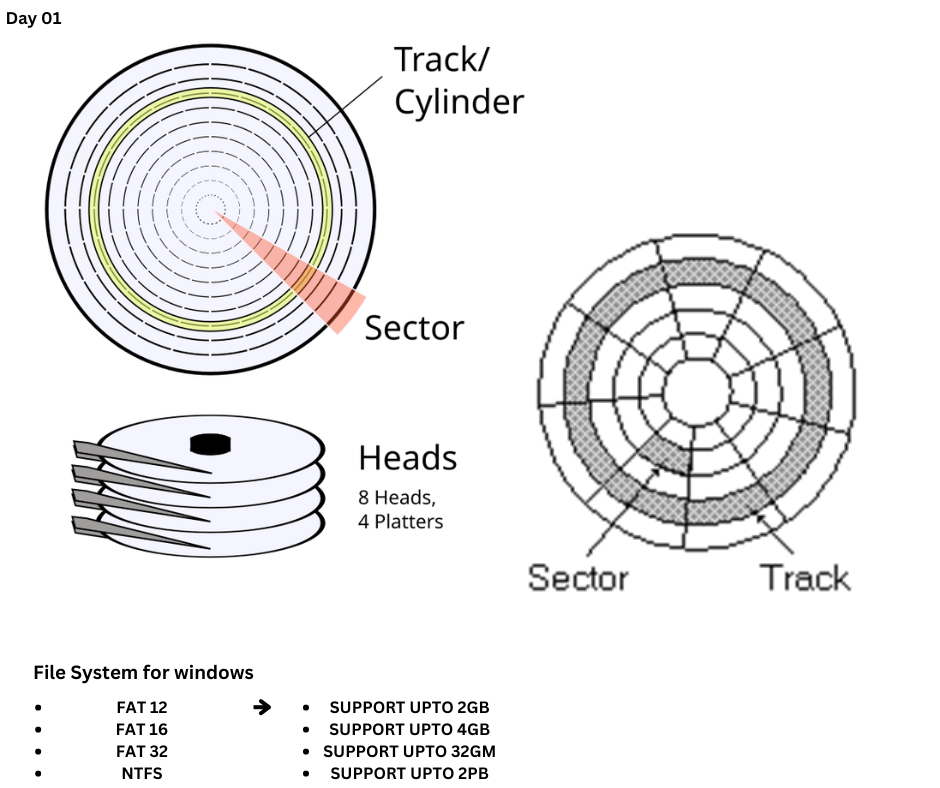 Day 01
Track/
Cylinder
Sector
Heads
8 Heads,
4 Platters
Sector
Track
File System for windows
• FAT 12 → • SUPPORT UPTO 2GB
• FAT 16 • SUPPORT UPTO 4GB
• FAT 32 • SUPPORT UPTO 32GM
• NTFS • SUPPORT UPTO 2PB